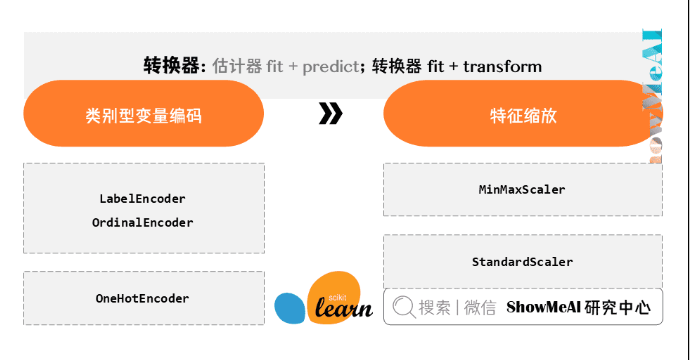 转换器: 估计器 fit + predict; 转换器 fit + transform
类别型变量编码
»
特征缩放
LabelEncoder
OrdinalEncoder
OneHotEncoder
MinMaxScaler
StandardScaler
scikit
learn
搜索 | 微信 ShowMeAI 研究中心
ShowMeAI